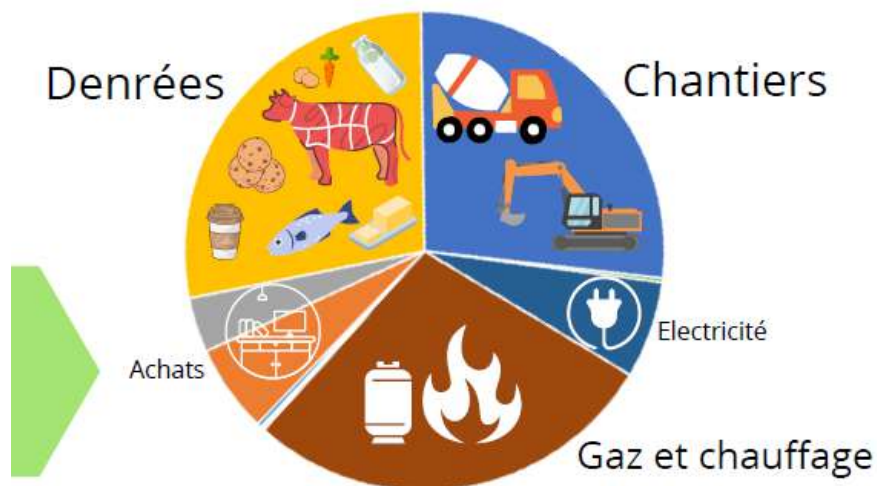 Denrées
Chantiers
Electricité
Achats
Gaz et chauffage